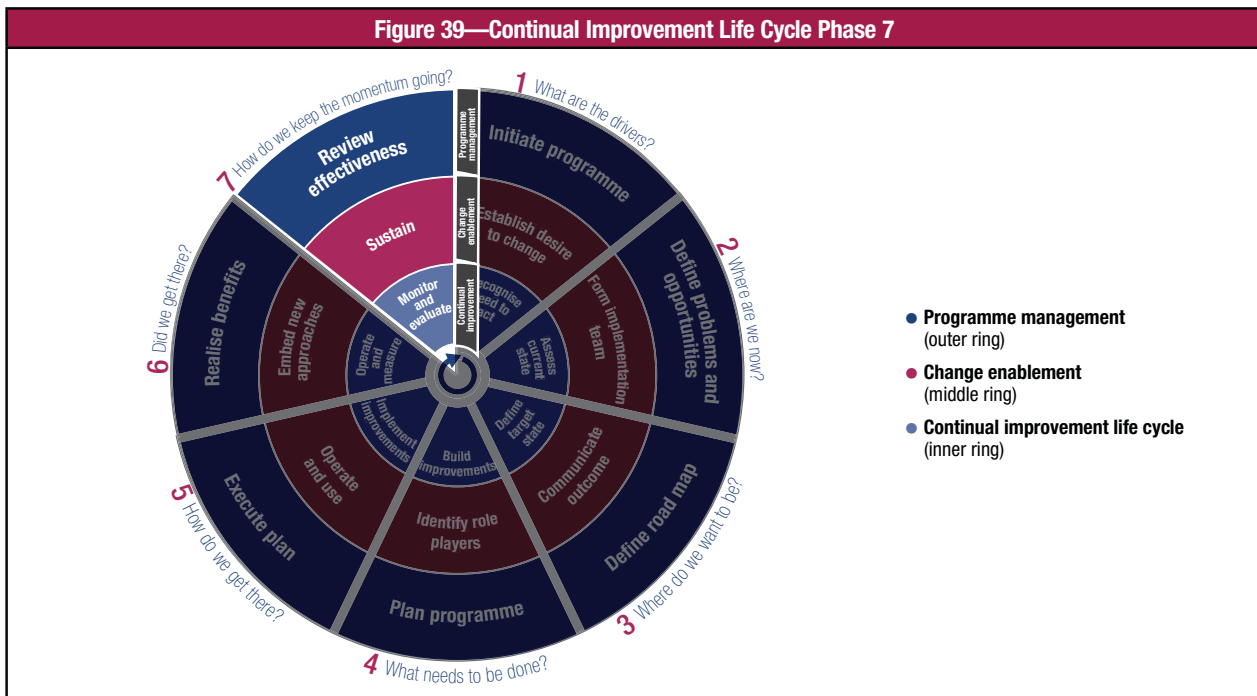 Figure 39—Continual Improvement Life Cycle Phase 7
1 What are the drivers?
2 Where are we now?
3 Where do we want to be?
4 What needs to be done?
5 How do we get there?
6 Did we get there?
7 How do we keep the momentum going?
Programme
management
Change
enablement
Continual
improvement
Initiate programme
Establish desire
to change
Recognise
need to
act
Define problems and
opportunities
Form implementation
team
Assess
current
state
Define road map
Communicate
outcome
Define
target
state
Plan programme
Identify role
players
Build
improvements
Execute plan
Operate
and use
Implement
improvements
Realise benefits
Embed new
approaches
Operate
and
measure
Review
effectiveness
Sustain
Monitor
and
evaluate
Programme management
(outer ring)
Change enablement
(middle ring)
Continual improvement life cycle
(inner ring)